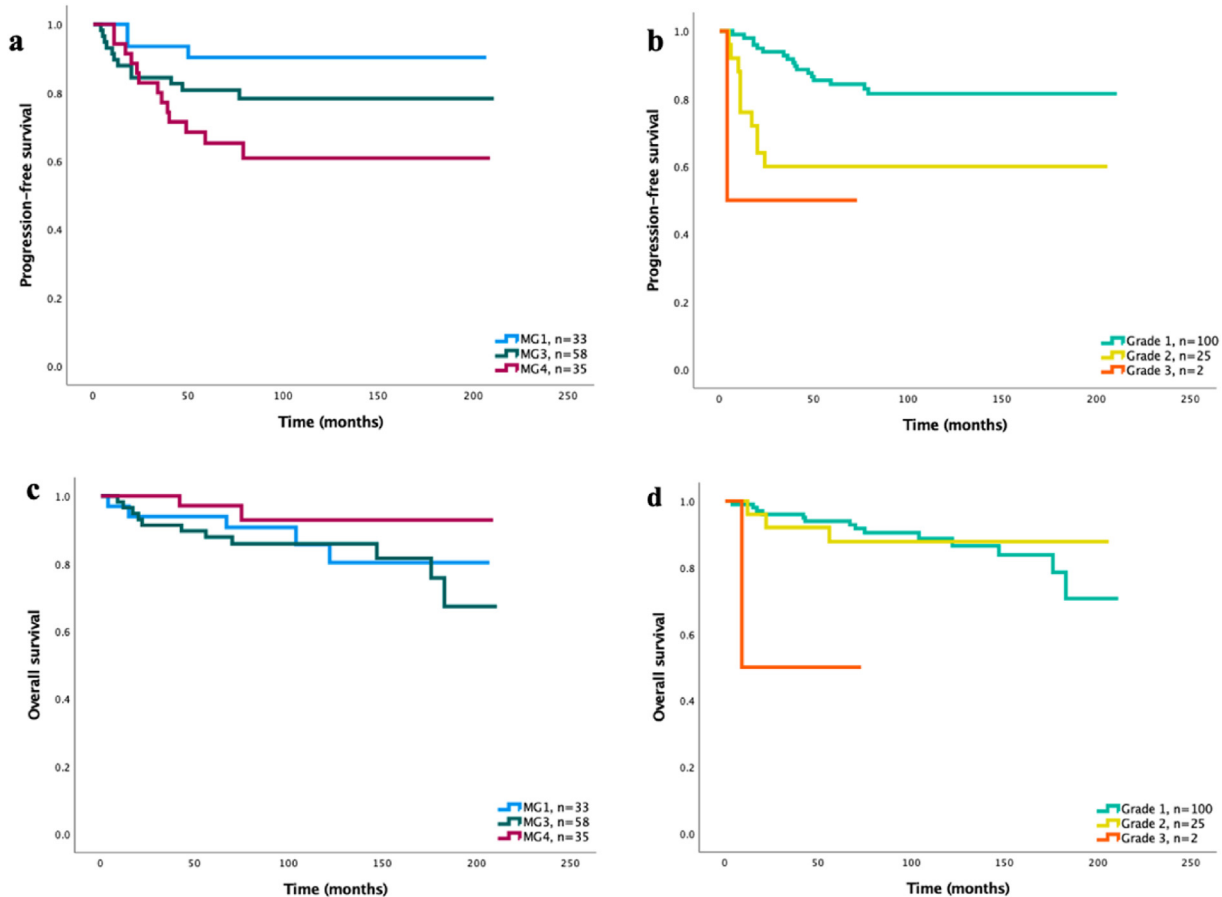 a
Progression-free survival
1.0
0.8
0.6
0.4
0.2
0.0
MG1, n=33
MG3, n=58
MG4, n=35
0 50 100 150 200 250
Time (months)
b
Progression-free survival
1.0
0.8
0.6
0.4
0.2
0.0
Grade 1, n=100
Grade 2, n=25
Grade 3, n=2
0 50 100 150 200 250
Time (months)
c
Overall survival
1.0
0.8
0.6
0.4
0.2
0.0
MG1, n=33
MG3, n=58
MG4, n=35
0 50 100 150 200 250
Time (months)
d
Overall survival
1.0
0.8
0.6
0.4
0.2
0.0
Grade 1, n=100
Grade 2, n=25
Grade 3, n=2
0 50 100 150 200 250
Time (months)